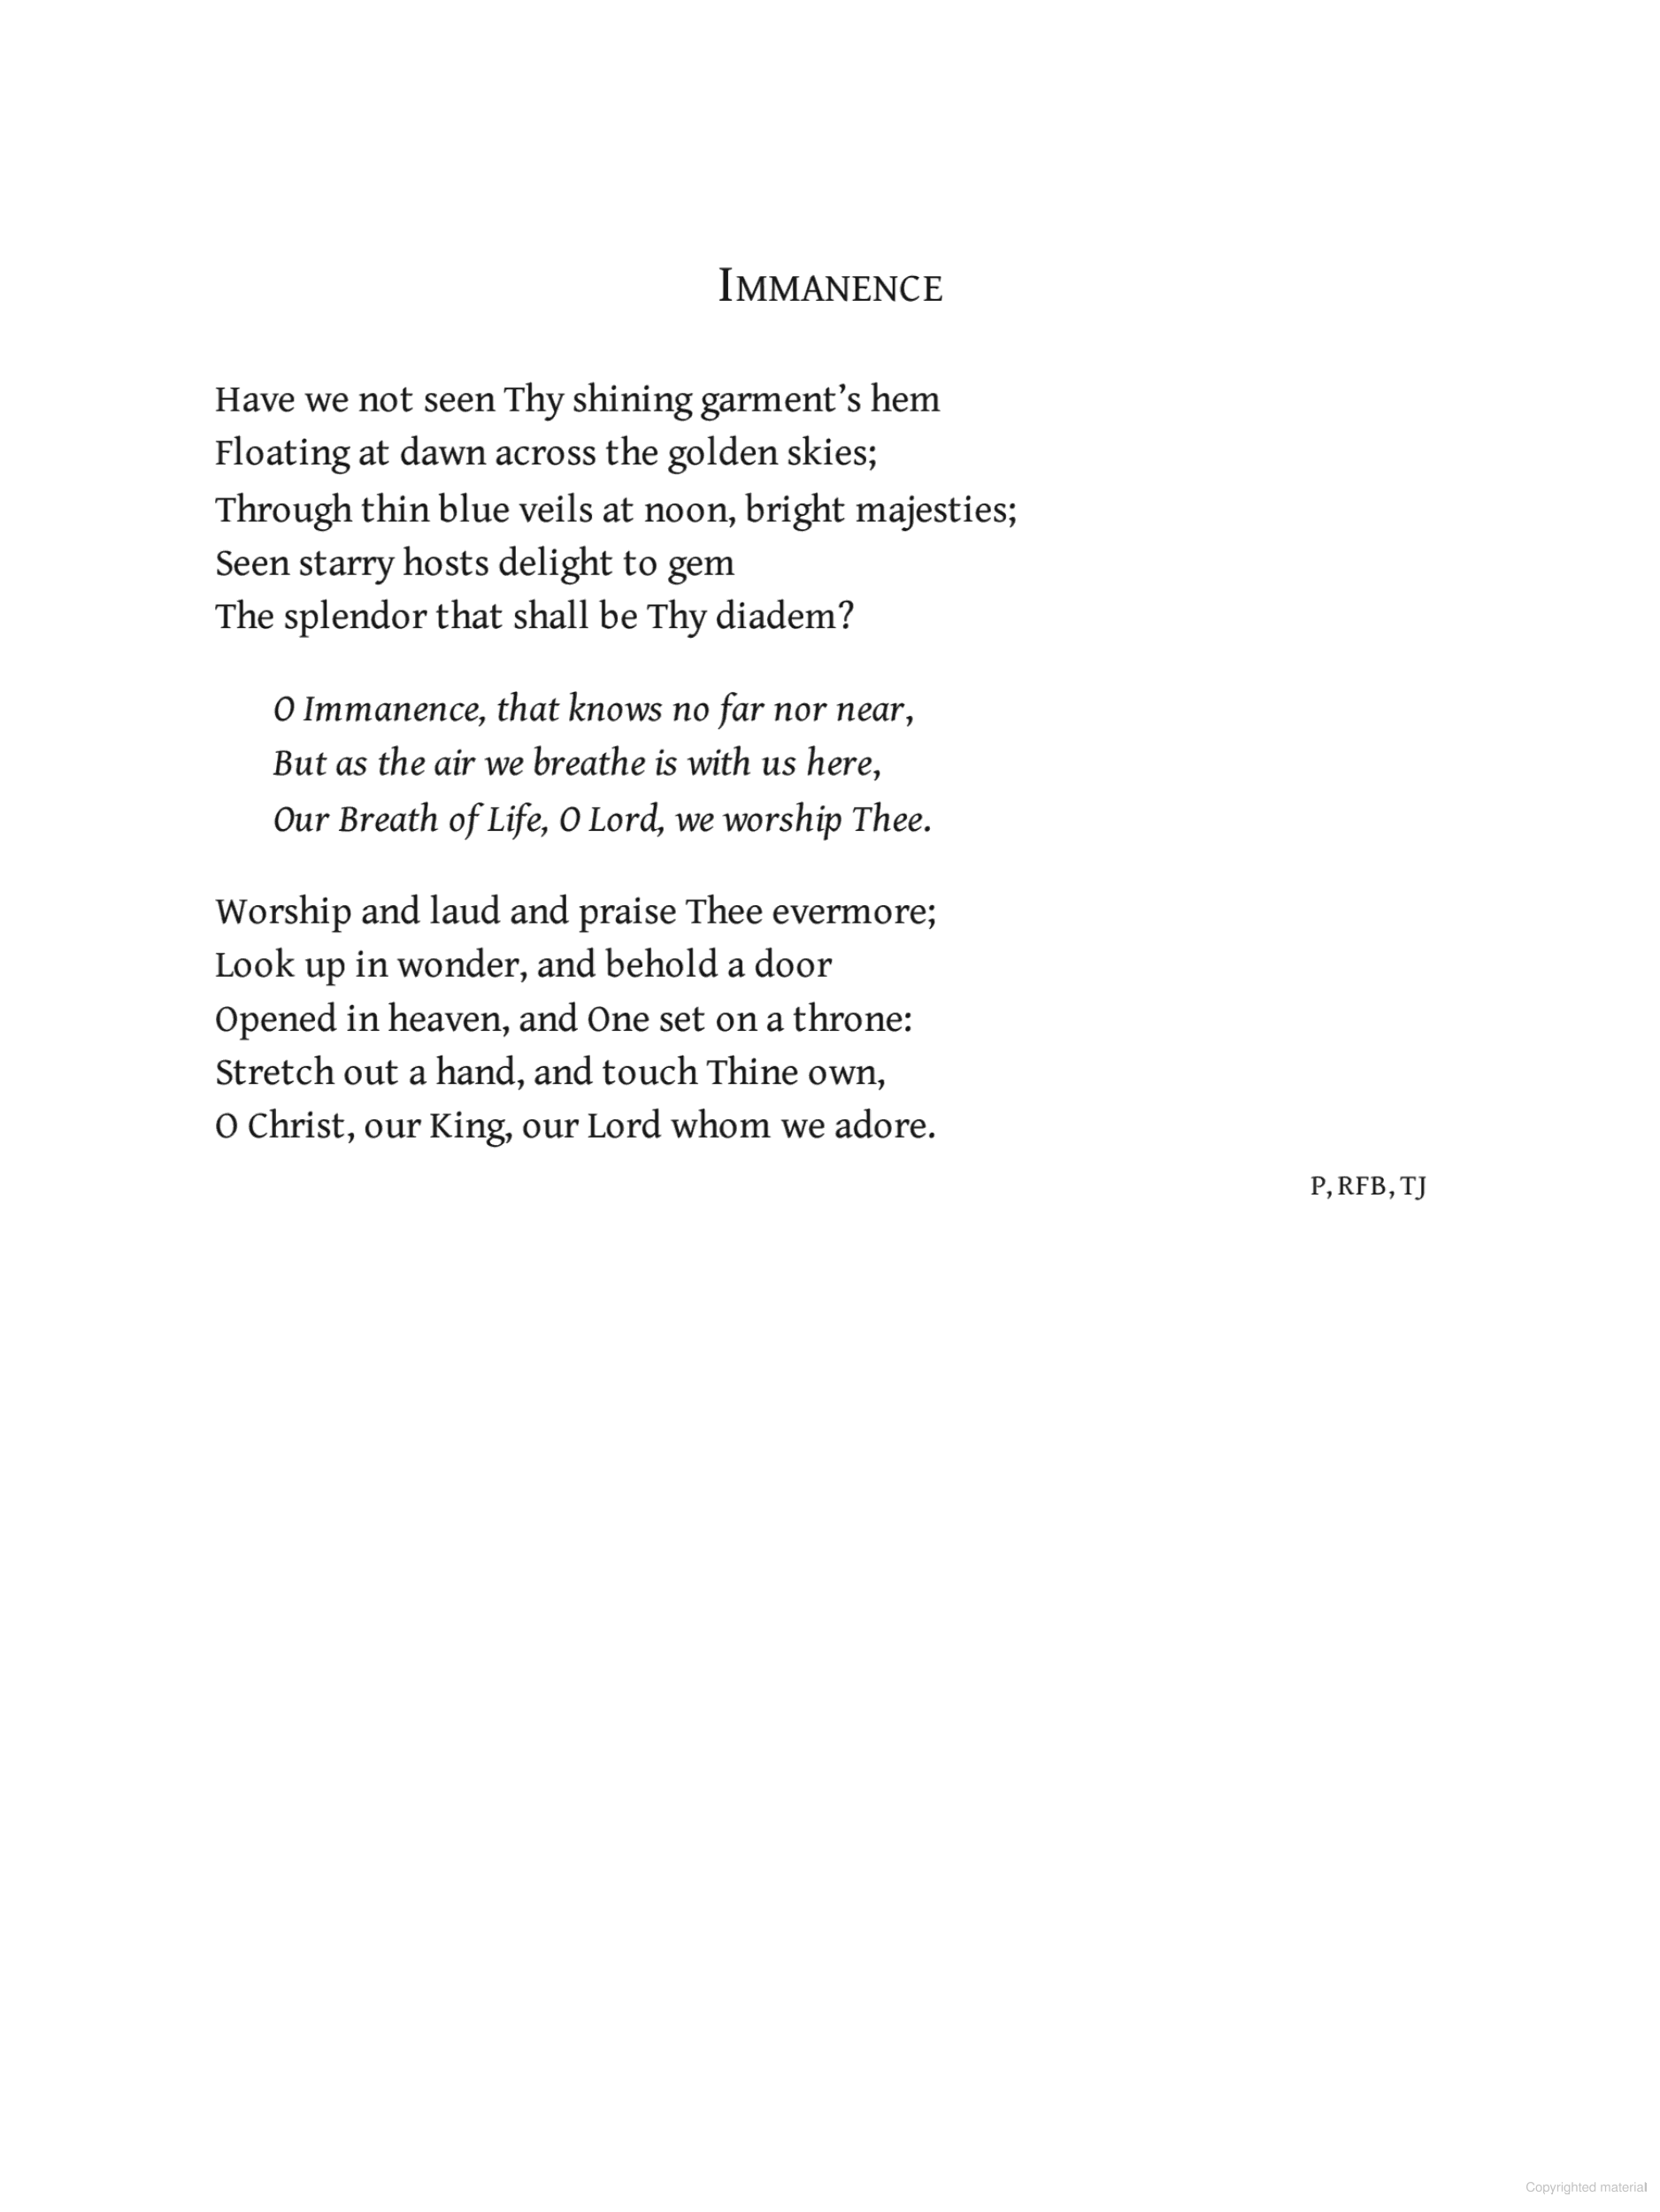 IMMANENCE
Have we not seen Thy shining garment’s hem
Floating at dawn across the golden skies;
Through thin blue veils at noon, bright majesties;
Seen starry hosts delight to gem
The splendor that shall be Thy diadem?
O Immanence, that knows no far nor near,
But as the air we breathe is with us here,
Our Breath of Life, O Lord, we worship Thee.
Worship and laud and praise Thee evermore;
Look up in wonder, and behold a door
Opened in heaven, and One set on a throne:
Stretch out a hand, and touch Thine own,
O Christ, our King, our Lord whom we adore.
P, RFB, TJ
Copyrighted material